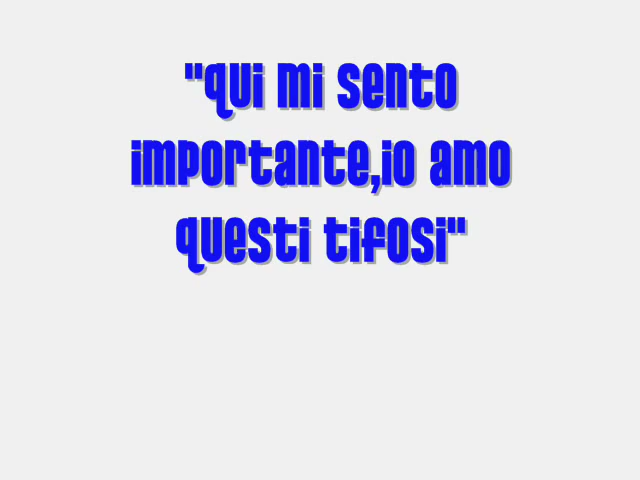 "qui mi sento
importante,io amo
questi tifosi"